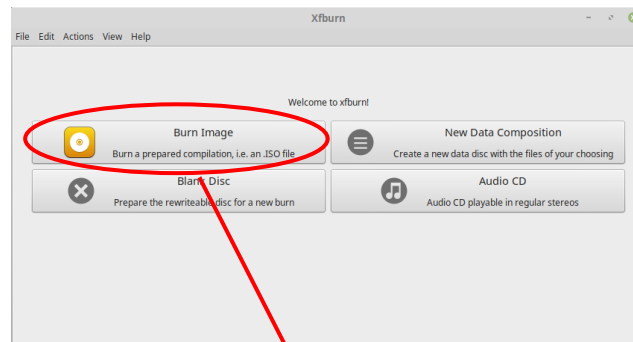 Xfburn
File Edit Actions View Help
Welcome to xfburn!
Burn Image
Burn a prepared compilation, i.e. an .ISO file
New Data Composition
Create a new data disc with the files of your choosing
Blank Disc
Prepare the rewriteable disc for a new burn
Audio CD
Audio CD playable in regular stereos